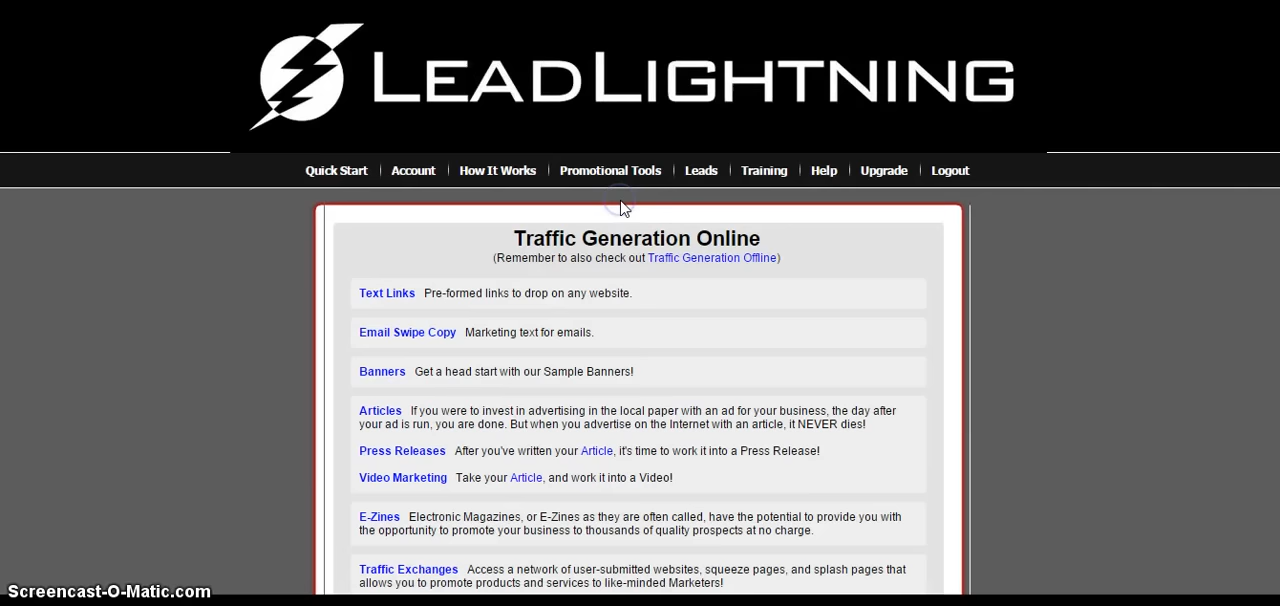 LEADLIGHTNING
Quick Start | Account | How It Works | Promotional Tools | Leads | Training | Help | Upgrade | Logout
Traffic Generation Online
(Remember to also check out Traffic Generation Offline)
Text Links Pre-formed links to drop on any website.
Email Swipe Copy Marketing text for emails.
Banners Get a head start with our Sample Banners!
Articles If you were to invest in advertising in the local paper with an ad for your business, the day after
your ad is run, you are done. But when you advertise on the Internet with an article, it NEVER dies!
Press Releases After you've written your Article, it's time to work it into a Press Release!
Video Marketing Take your Article, and work it into a Video!
E-Zines Electronic Magazines, or E-Zines as they are often called, have the potential to provide you with
the opportunity to promote your business to thousands of quality prospects at no charge.
Traffic Exchanges Access a network of user-submitted websites, squeeze pages, and splash pages that
allows you to promote products and services to like-minded Marketers!
Screencast-O-Matic.com